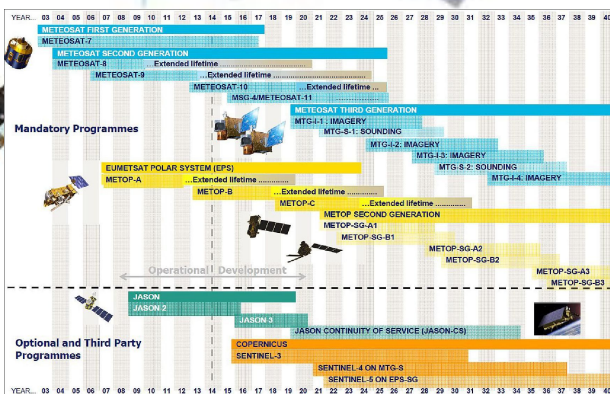 YEAR... 03 04 05 06 07 08 09 10 11 12 13 14 15 16 17 18 19 20 21 22 23 24 25 26 27 28 29 30 31 32 33 34 35 36 37 38 39 40
METEOSAT FIRST GENERATION
METEOSAT-7
METEOSAT SECOND GENERATION
METEOSAT-8 ...Extended lifetime
METEOSAT-9 ...Extended lifetime
METEOSAT-10 ...Extended lifetime
MSG-4/METEOSAT-11
METEOSAT THIRD GENERATION
Mandatory Programmes
MTG-I-1 : IMAGERY
MTG-S-1: SOUNDING
MTG-I-2: IMAGERY
MTG-I-3: IMAGERY
MTG-S-2: SOUNDING
MTG-I-4: IMAGERY
EUMETSAT POLAR SYSTEM (EPS)
METOP-A ...Extended lifetime
METOP-B ...Extended lifetime
METOP-C ...Extended lifetime
METOP SECOND GENERATION
METOP-SG-A1
METOP-SG-B1
METOP-SG-A2
METOP-SG-B2
METOP-SG-A3
METOP-SG-B3
Operational Development
JASON
JASON 2
JASON-3
JASON CONTINUITY OF SERVICE (JASON-CS)
Optional and Third Party
Programmes
COPERNICUS
SENTINEL-3
SENTINEL-4 ON MTG-S
SENTINEL-5 ON EPS-SG
YEAR... 03 04 05 06 07 08 09 10 11 12 13 14 15 16 17 18 19 20 21 22 23 24 25 26 27 28 29 30 31 32 33 34 35 36 37 38 39 40